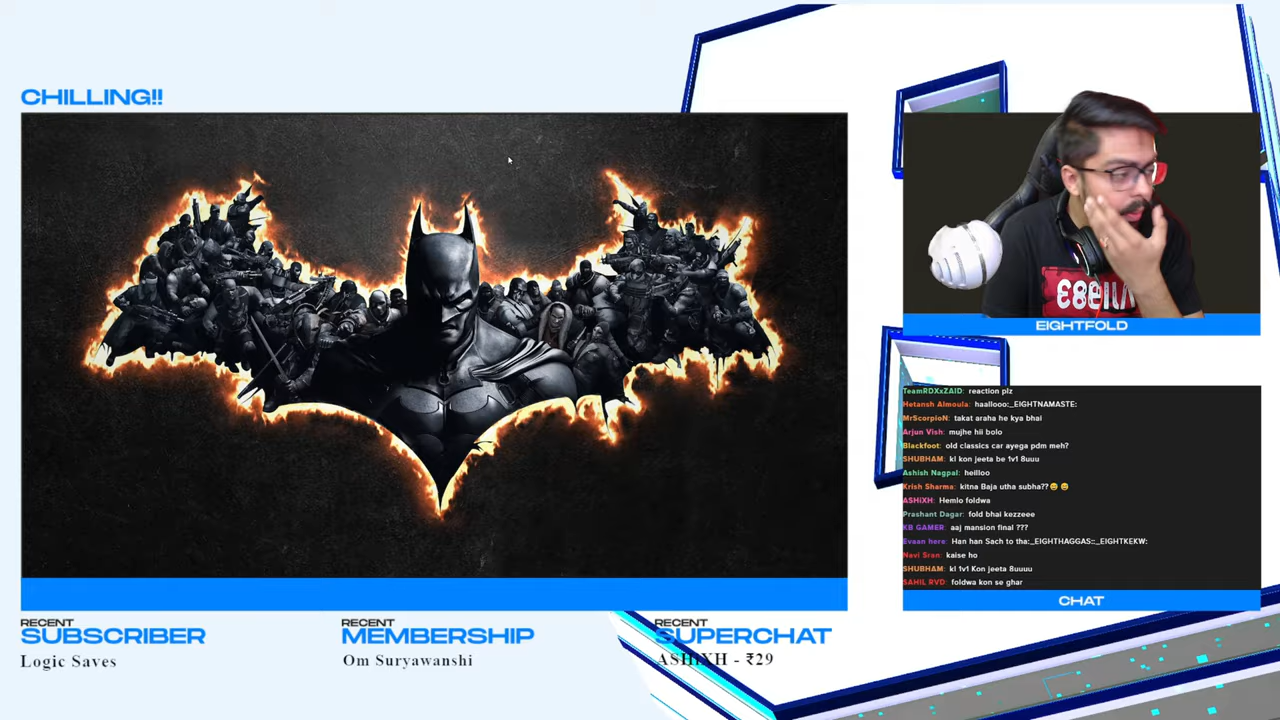 CHILLING!!
EIGHTFOLD
TeamRDXxZAID: reaction plz
Hetansh Almoula: haallooo:_EIGHTNAMASTE:
MrScorpioN: takat araha he kya bhai
Arjun Vish: mujhe hii bolo
Blackfoot: old classics car ayega pdm meh?
SHUBHAM: kl kon jeeta be 1v1 8uuu
Ashish Nagpal: heilloo
Krish Sharma: kitna Baja utha subha??😅 😅
ASHiXH: Hemlo foldwa
Prashant Dagar: fold bhai kezzeee
KB GAMER: aaj mansion final ???
Evaan here: Han han Sach to tha:_EIGHTHAGGAS::_EIGHTKEKW:
Navi Sran: kaise ho
SHUBHAM: kl 1v1 Kon jeeta 8uuuu
SAHIL RVD: foldwa kon se ghar
CHAT
RECENT
SUBSCRIBER
Logic Saves
RECENT
MEMBERSHIP
Om Suryawanshi
RECENT
SUPERCHAT
ASHiXH - ₹29